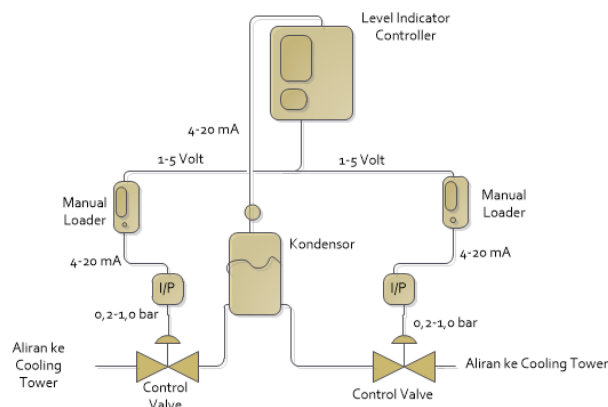 Level Indicator
Controller
4-20 mA
1-5 Volt
1-5 Volt
Manual
Loader
Manual
Loader
Kondensor
4-20 mA
4-20 mA
I/P
I/P
0,2-1,0 bar
0,2-1,0 bar
Aliran ke
Cooling
Tower
Aliran ke Cooling Tower
Control
Valve
Control Valve